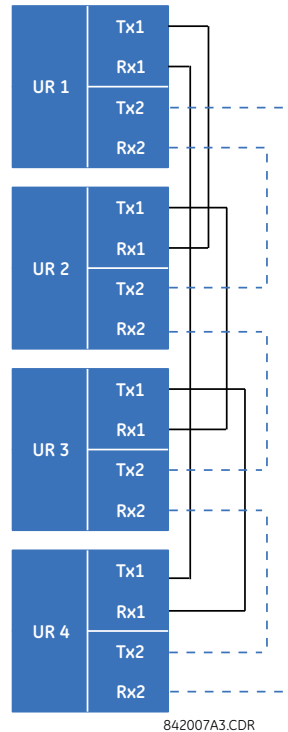 UR 1
Tx1
Rx1
Tx2
Rx2
UR 2
Tx1
Rx1
Tx2
Rx2
UR 3
Tx1
Rx1
Tx2
Rx2
UR 4
Tx1
Rx1
Tx2
Rx2
842007A3.CDR